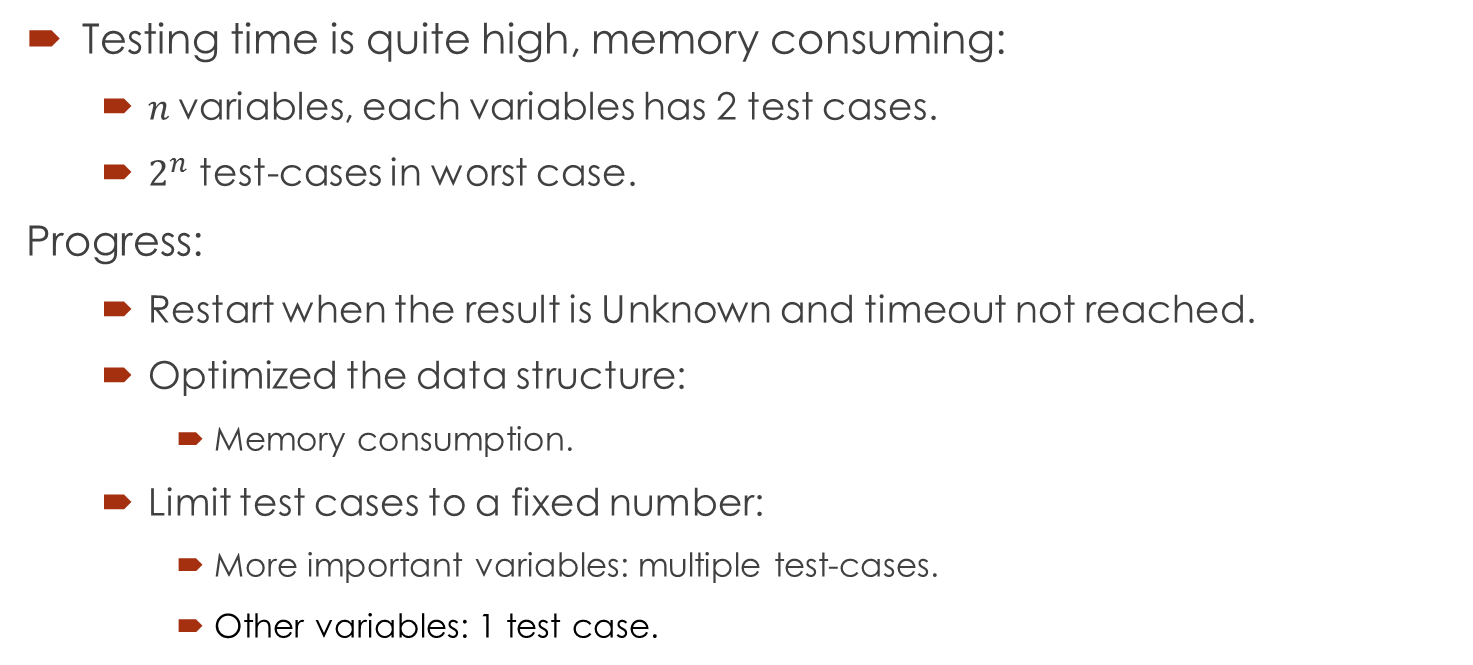 Testing time is quite high, memory consuming:
n variables, each variables has 2 test cases.
2ⁿ test-cases in worst case.
Progress:
Restart when the result is Unknown and timeout not reached.
Optimized the data structure:
Memory consumption.
Limit test cases to a fixed number:
More important variables: multiple test-cases.
Other variables: 1 test case.